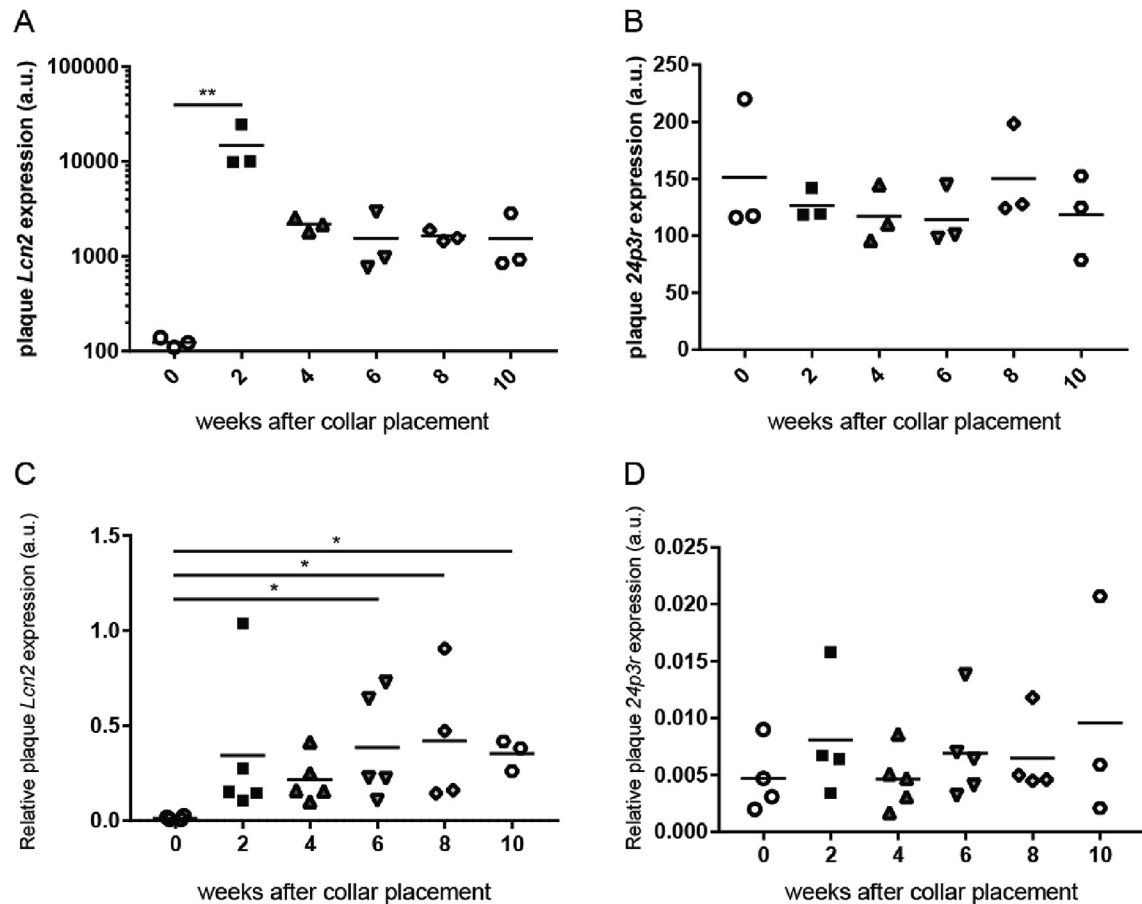 A
plaque Lcn2 expression (a.u.)
100000
10000
1000
100
**
0 2 4 6 8 10
weeks after collar placement
B
plaque 24p3r expression (a.u.)
250
200
150
100
50
0
0 2 4 6 8 10
weeks after collar placement
C
Relative plaque Lcn2 expression (a.u.)
1.5
1.0
0.5
0.0
*
*
*
0 2 4 6 8 10
weeks after collar placement
D
Relative plaque 24p3r expression (a.u.)
0.025
0.020
0.015
0.010
0.005
0.000
0 2 4 6 8 10
weeks after collar placement